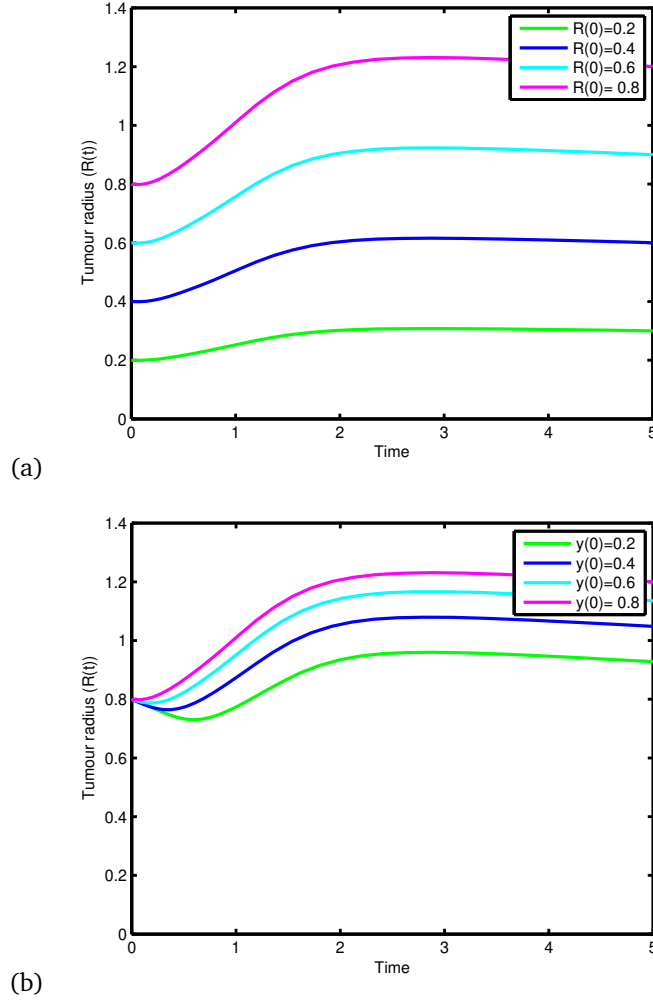 1.4
R(0)=0.2
R(0)=0.4
R(0)=0.6
R(0)= 0.8
1.2
1
0.8
0.6
0.4
0.2
0
Tumour radius (R(t))
0 1 2 3 4 5
Time
(a)
1.4
y(0)=0.2
y(0)=0.4
y(0)=0.6
y(0)= 0.8
1.2
1
0.8
0.6
0.4
0.2
0
Tumour radius (R(t))
0 1 2 3 4 5
Time
(b)